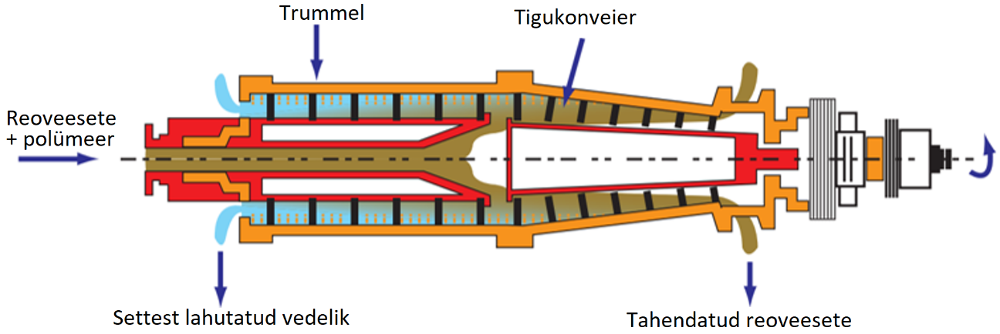 Trummel
Tigukonveier
Reoveesete
+ polümeer
Settest lahutatud vedelik
Tahendatud reoveesete